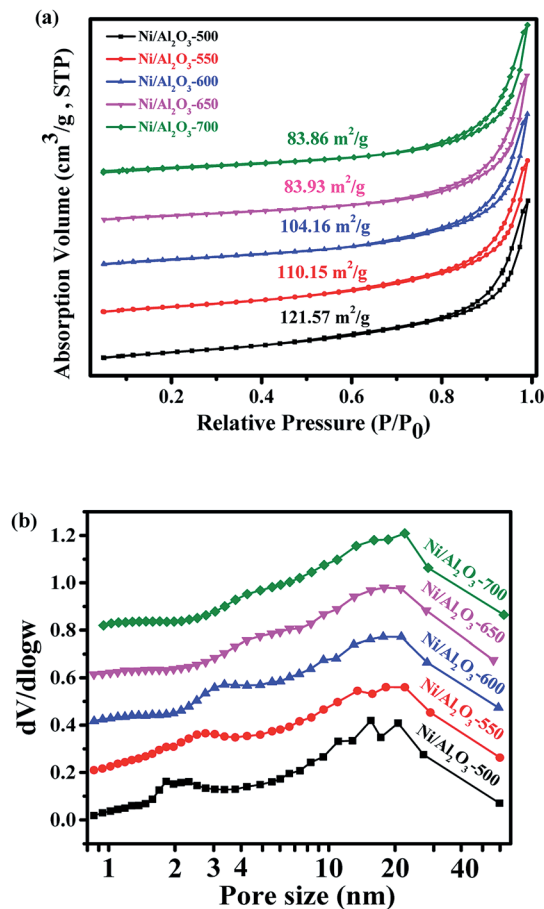 (a)
Ni/Al₂O₃-500
Ni/Al₂O₃-550
Ni/Al₂O₃-600
Ni/Al₂O₃-650
Ni/Al₂O₃-700
83.86 m²/g
83.93 m²/g
104.16 m²/g
110.15 m²/g
121.57 m²/g
Absorption Volume (cm³/g , STP)
0.2 0.4 0.6 0.8 1.0
Relative Pressure (P/P₀)
(b)
1.2
1.0
0.8
0.6
0.4
0.2
0.0
dV/dlogw
Ni/Al₂O₃-700
Ni/Al₂O₃-650
Ni/Al₂O₃-600
Ni/Al₂O₃-550
Ni/Al₂O₃-500
1 2 3 4 10 20 40
Pore size (nm)